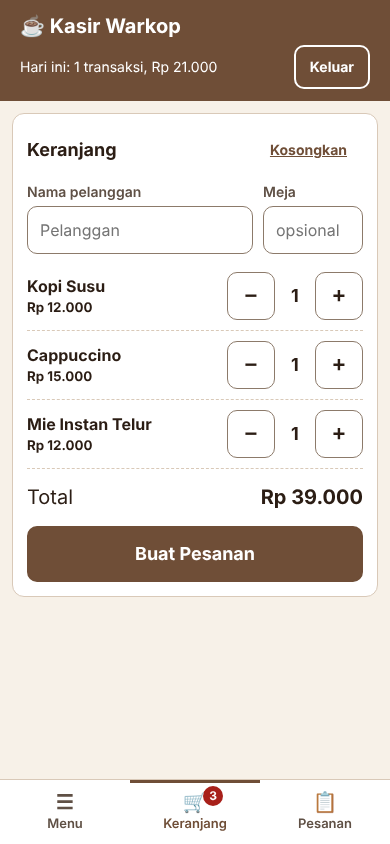 ☕ Kasir Warkop
Hari ini: 1 transaksi, Rp 21.000
Keluar
Keranjang
Kosongkan
Nama pelanggan
Meja
Pelanggan
opsional
Kopi Susu
Rp 12.000
− 1 +
Cappuccino
Rp 15.000
− 1 +
Mie Instan Telur
Rp 12.000
− 1 +
Total
Rp 39.000
Buat Pesanan
3
Menu
Keranjang
Pesanan